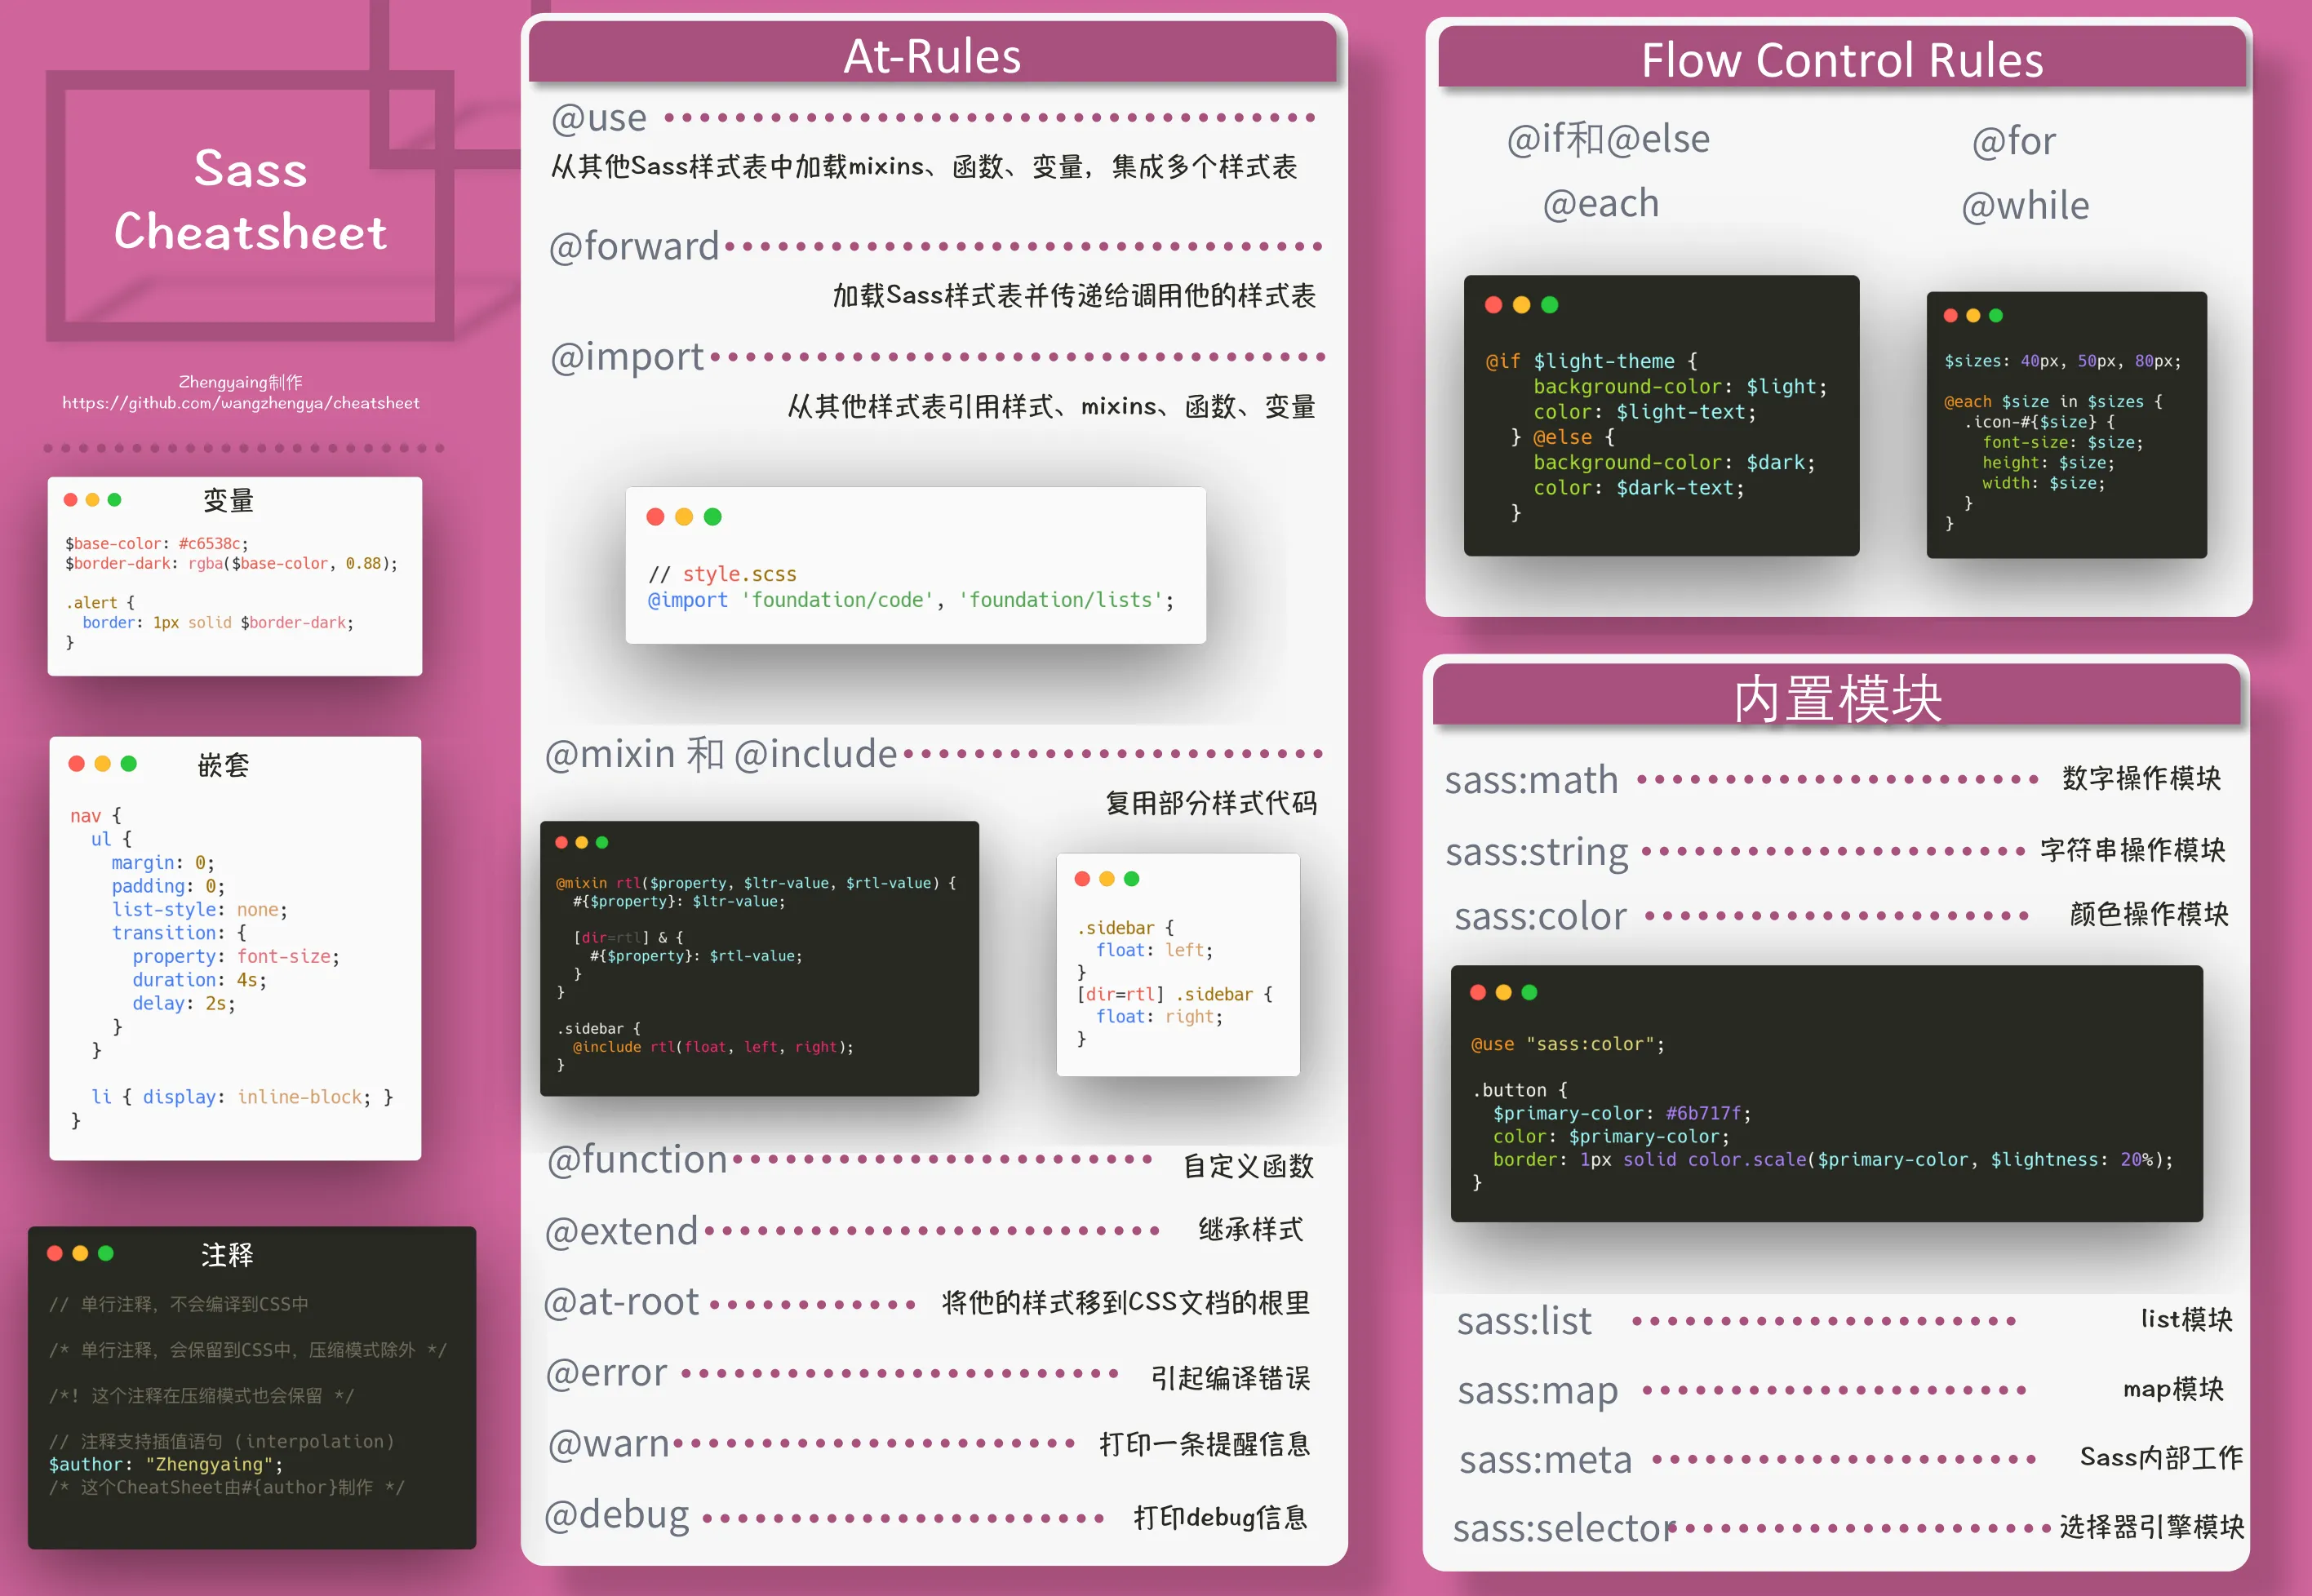 Sass
Cheatsheet
Zhengyaing制作
https://github.com/wangzhengya/cheatsheet
变量
$base-color: #c6538c;
$border-dark: rgba($base-color, 0.88);
.alert {
  border: 1px solid $border-dark;
}
嵌套
nav {
  ul {
    margin: 0;
    padding: 0;
    list-style: none;
    transition: {
      property: font-size;
      duration: 4s;
      delay: 2s;
    }
  }
  li { display: inline-block; }
}
注释
// 单行注释，不会编译到CSS中
/* 单行注释，会保留到CSS中，压缩模式除外 */
/*! 这个注释在压缩模式也会保留 */
// 注释支持插值语句 (interpolation)
$author: "Zhengyaing";
/* 这个CheatSheet由#{author}制作 */
At-Rules
@use
从其他Sass样式表中加载mixins、函数、变量，集成多个样式表
@forward
加载Sass样式表并传递给调用他的样式表
@import
从其他样式表引用样式、mixins、函数、变量
// style.scss
@import 'foundation/code', 'foundation/lists';
@mixin 和 @include
复用部分样式代码
@mixin rtl($property, $ltr-value, $rtl-value) {
  #{$property}: $ltr-value;
  [dir=rtl] & {
    #{$property}: $rtl-value;
  }
}
.sidebar {
  @include rtl(float, left, right);
}
.sidebar {
  float: left;
}
[dir=rtl] .sidebar {
  float: right;
}
@function 自定义函数
@extend 继承样式
@at-root 将他的样式移到CSS文档的根里
@error 引起编译错误
@warn 打印一条提醒信息
@debug 打印debug信息
Flow Control Rules
@if和@else @for
@each @while
@if $light-theme {
    background-color: $light;
    color: $light-text;
  } @else {
    background-color: $dark;
    color: $dark-text;
  }
$sizes: 40px, 50px, 80px;
@each $size in $sizes {
  .icon-#{$size} {
    font-size: $size;
    height: $size;
    width: $size;
  }
}
内置模块
sass:math 数字操作模块
sass:string 字符串操作模块
sass:color 颜色操作模块
@use "sass:color";
.button {
  $primary-color: #6b717f;
  color: $primary-color;
  border: 1px solid color.scale($primary-color, $lightness: 20%);
}
sass:list list模块
sass:map map模块
sass:meta Sass内部工作
sass:selector 选择器引擎模块